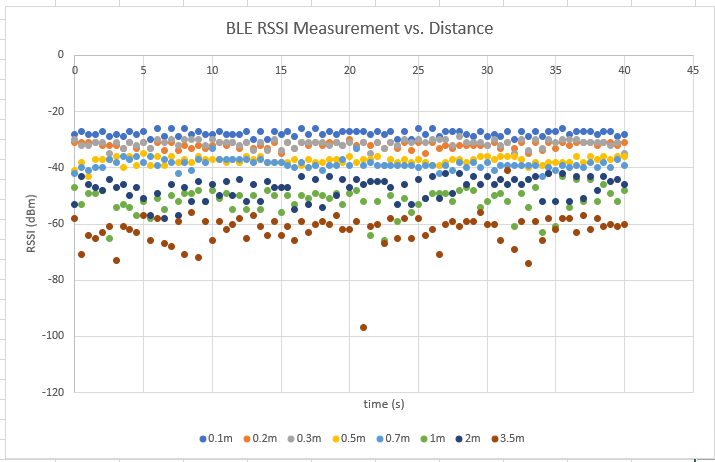 BLE RSSI Measurement vs. Distance
0
0 5 10 15 20 25 30 35 40 45
-20
-40
-60
-80
-100
-120
RSSI (dBm)
time (s)
0.1m 0.2m 0.3m 0.5m 0.7m 1m 2m 3.5m